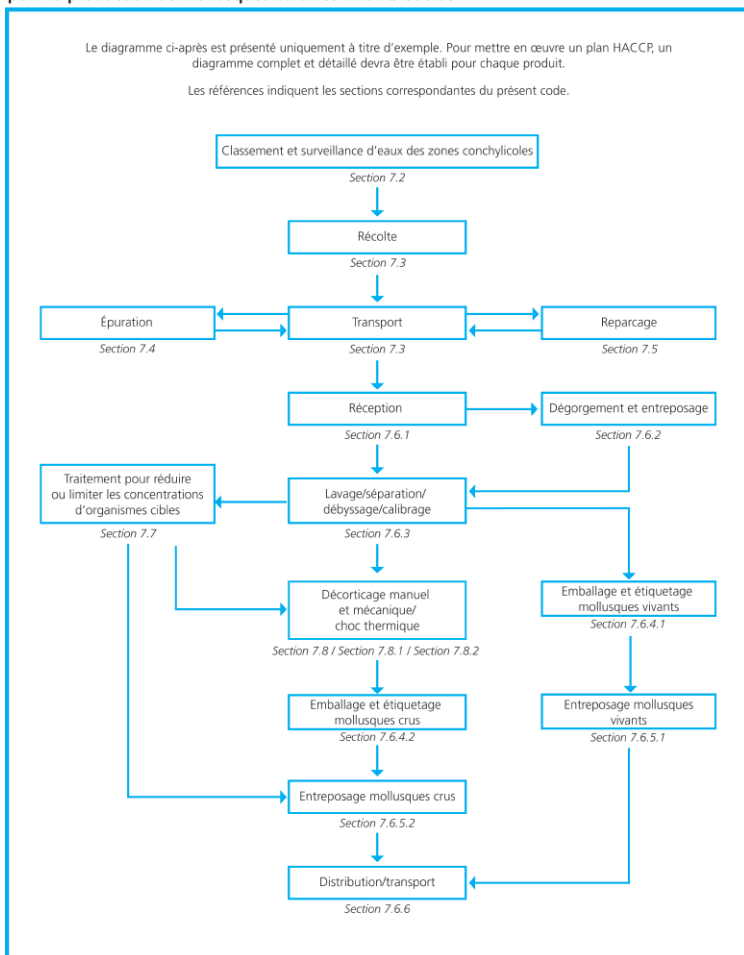 Le diagramme ci-après est présenté uniquement à titre d'exemple. Pour mettre en œuvre un plan HACCP, un
diagramme complet et détaillé devra être établi pour chaque produit.
Les références indiquent les sections correspondantes du présent code.
Classement et surveillance d'eaux des zones conchylicoles
Section 7.2
Récolte
Section 7.3
Épuration
Section 7.4
Transport
Section 7.3
Reparcage
Section 7.5
Réception
Section 7.6.1
Dégorgement et entreposage
Section 7.6.2
Traitement pour réduire
ou limiter les concentrations
d'organismes cibles
Section 7.7
Lavage/séparation/
débyssage/calibrage
Section 7.6.3
Décorticage manuel
et mécanique/
choc thermique
Section 7.8 / Section 7.8.1 / Section 7.8.2
Emballage et étiquetage
mollusques vivants
Section 7.6.4.1
Emballage et étiquetage
mollusques crus
Section 7.6.4.2
Entreposage mollusques
vivants
Section 7.6.5.1
Entreposage mollusques crus
Section 7.6.5.2
Distribution/transport
Section 7.6.6